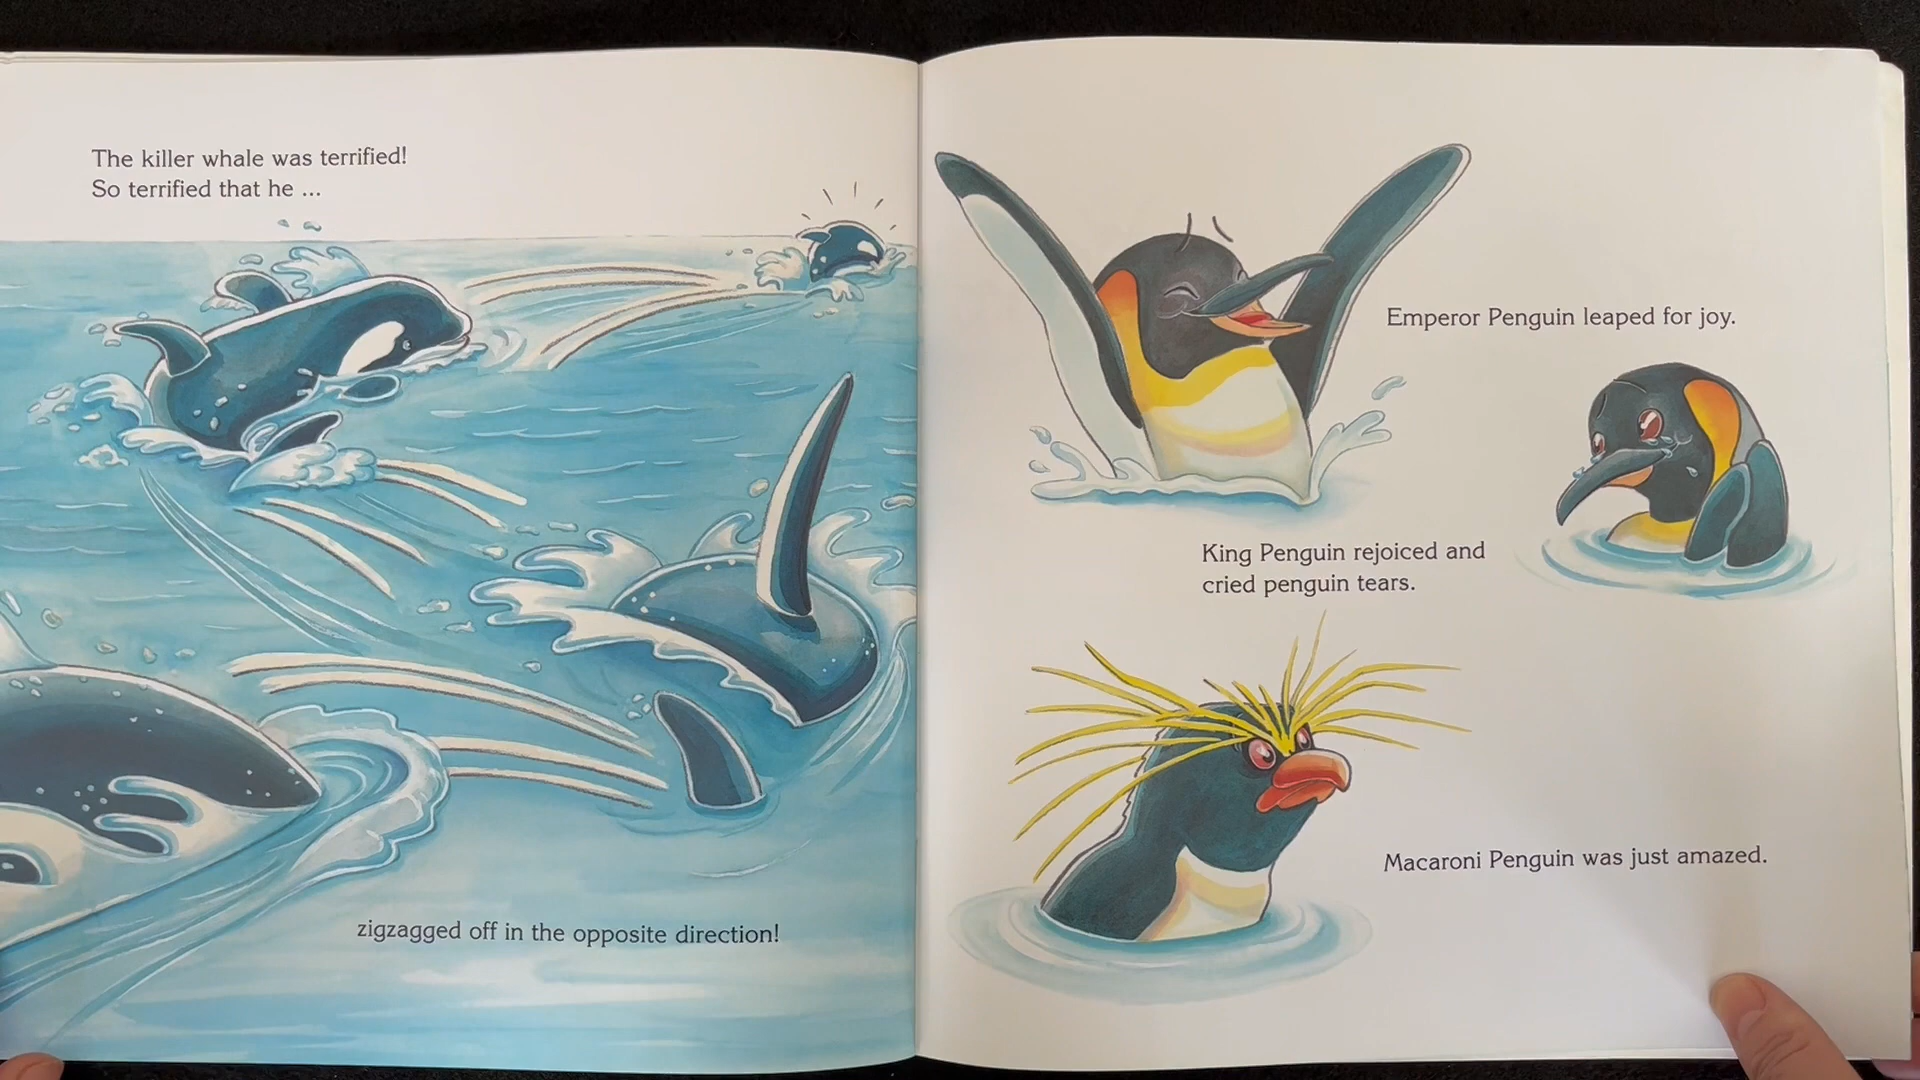 The killer whale was terrified!
So terrified that he ...
zigzagged off in the opposite direction!
Emperor Penguin leaped for joy.
King Penguin rejoiced and
cried penguin tears.
Macaroni Penguin was just amazed.